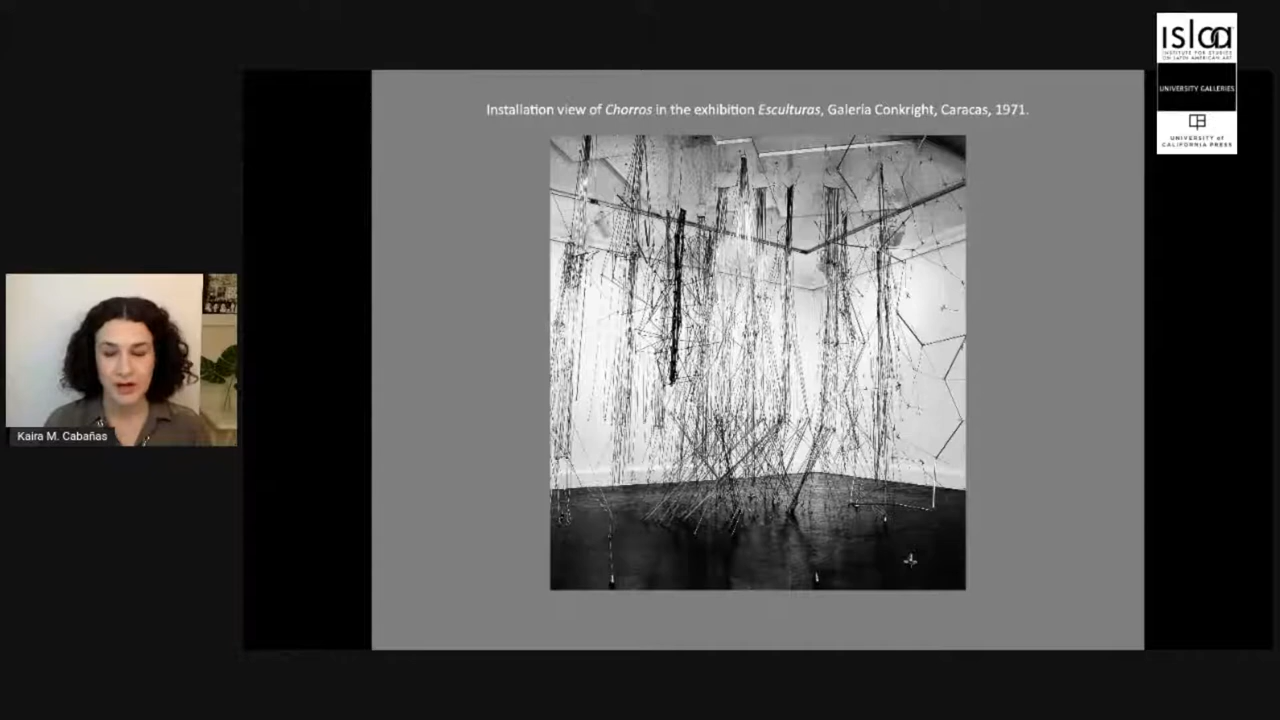 Installation view of Chorros in the exhibition Esculturas, Galería Conkright, Caracas, 1971.
islaa
INSTITUTE FOR STUDIES
ON LATIN AMERICAN ART
UNIVERSITY GALLERIES
UNIVERSITY of
CALIFORNIA PRESS
Kaira M. Cabañas